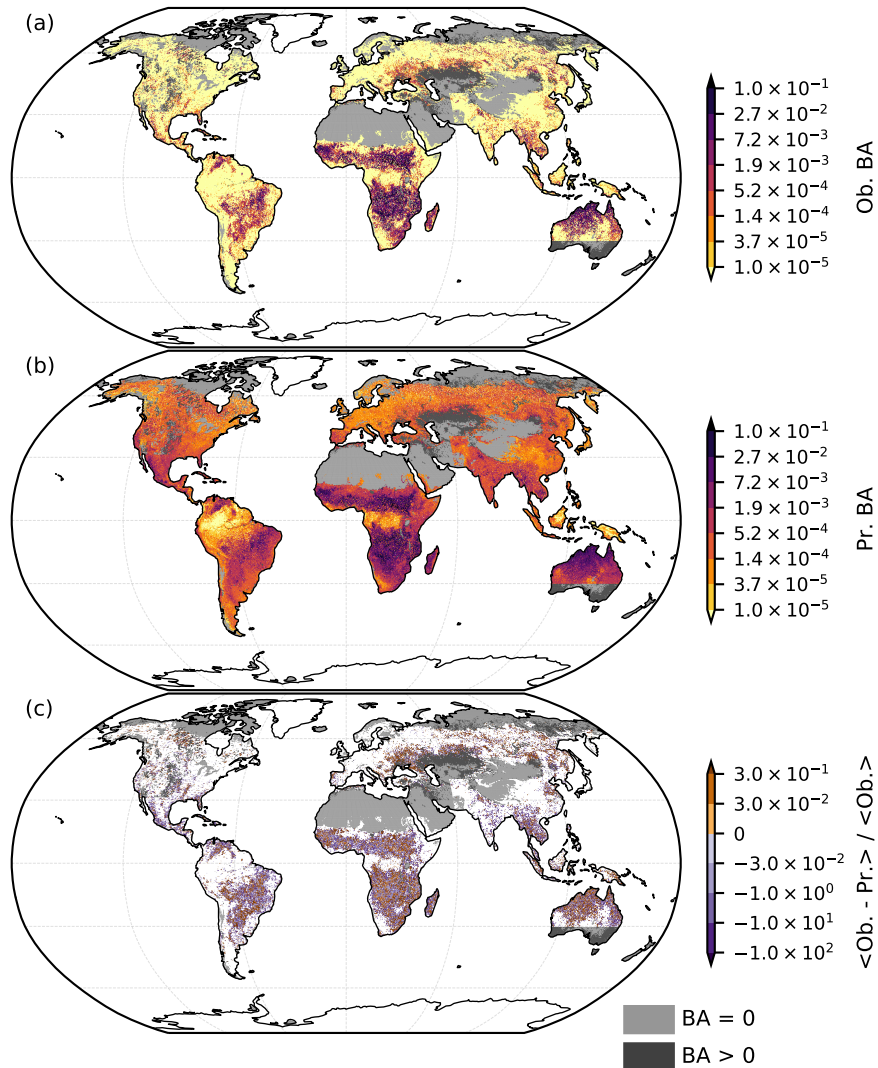 (a)
1.0 × 10⁻¹
2.7 × 10⁻²
7.2 × 10⁻³
1.9 × 10⁻³
5.2 × 10⁻⁴
1.4 × 10⁻⁴
3.7 × 10⁻⁵
1.0 × 10⁻⁵
Ob. BA
(b)
1.0 × 10⁻¹
2.7 × 10⁻²
7.2 × 10⁻³
1.9 × 10⁻³
5.2 × 10⁻⁴
1.4 × 10⁻⁴
3.7 × 10⁻⁵
1.0 × 10⁻⁵
Pr. BA
(c)
3.0 × 10⁻¹
3.0 × 10⁻²
0
−3.0 × 10⁻²
−1.0 × 10⁰
−1.0 × 10¹
−1.0 × 10²
<Ob. - Pr.> / <Ob.>
BA = 0
BA > 0